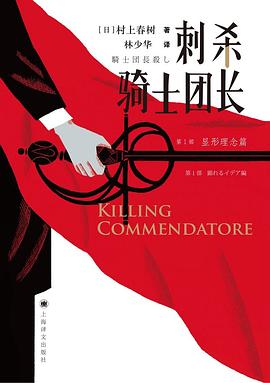 [日]村上春树 著
林少华 译
刺杀
騎士団長殺し
骑士团长
第1部 显形理念篇
第1部 顕れるイデア編
KILLING
COMMENDATORE
上海译文出版社